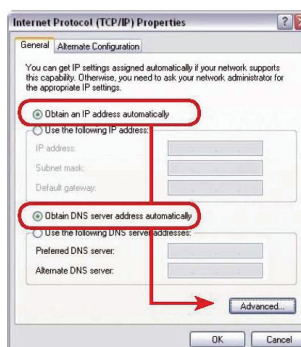 Internet Protocol (TCP/IP) Properties
General
Alternate Configuration
You can get IP settings assigned automatically if your network supports
this capability. Otherwise, you need to ask your network administrator for
the appropriate IP settings.
Obtain an IP address automatically
Use the following IP address:
IP address:
Subnet mask:
Default gateway:
Obtain DNS server address automatically
Use the following DNS server addresses:
Preferred DNS server:
Alternate DNS server:
Advanced...
OK
Cancel